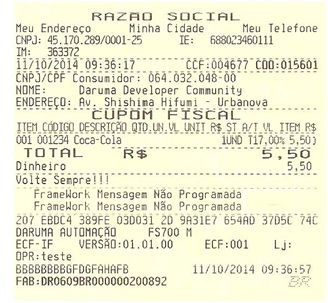 RAZAO SOCIAL
Meu Endereço Minha Cidade Meu Telefone
CNPJ: 45.170.289/0001-25 IE: 688023460111
IM: 363372
11/10/2014 09:36:17 CCF:004677 COO:015601
CNPJ/CPF Consumidor: 064.032.048-00
NOME: Daruma Developer Community
ENDEREÇO: Av. Shishima Hifumi - Urbanova
CUPOM FISCAL
ITEM CÓDIGO DESCRIÇÃO QTD.UN.VL UNIT R$ ST A/T VL ITEM R$
001 001234 Coca-Cola 1UND T17,00% 5,50
TOTAL R$ 5,50
Dinheiro 5,50
Volte Sempre!!!
FrameWork Mensagem Não Programada
FrameWork Mensagem Não Programada
207 EBDC4 389FE 03D031 2D 9A31E7 654AD 37D5C 74C
DARUMA AUTOMAÇÃO FS700 M
ECF-IF VERSÃO:01.01.00 ECF:001 Lj:
OPR:teste
BBBBBBBBGFDGFAHAFB 11/10/2014 09:36:57
FAB:DR0609BR000000200892 BR